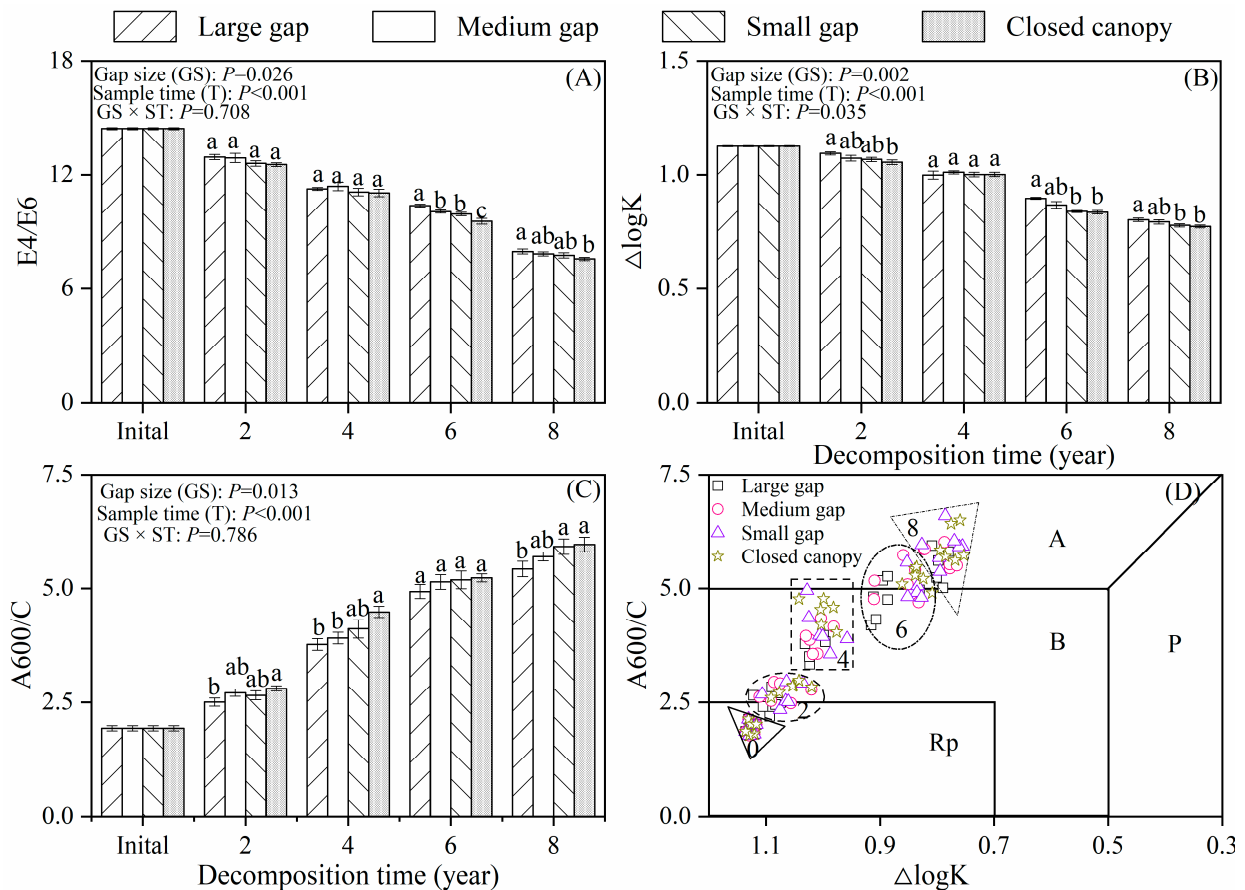 Large gap Medium gap Small gap Closed canopy
(A)
Gap size (GS): P=0.026
Sample time (T): P<0.001
GS × ST: P=0.708
E4/E6
18
12
6
0
a a a a
a a a a
a b b c
a ab ab b
Inital 2 4 6 8
(B)
Gap size (GS): P=0.002
Sample time (T): P<0.001
GS × ST: P=0.035
△logK
1.5
1.0
0.5
0.0
a ab ab b
a a a a
a ab b b
a ab b b
Inital 2 4 6 8
Decomposition time (year)
(C)
Gap size (GS): P=0.013
Sample time (T): P<0.001
GS × ST: P=0.786
A600/C
7.5
5.0
2.5
0.0
b ab ab a
b b ab a
a a a a
b ab a a
Inital 2 4 6 8
Decomposition time (year)
(D)
Large gap
Medium gap
Small gap
Closed canopy
A600/C
7.5
5.0
2.5
0.0
8
A
6
B
P
4
2
Rp
0
1.1 0.9 0.7 0.5 0.3
△logK